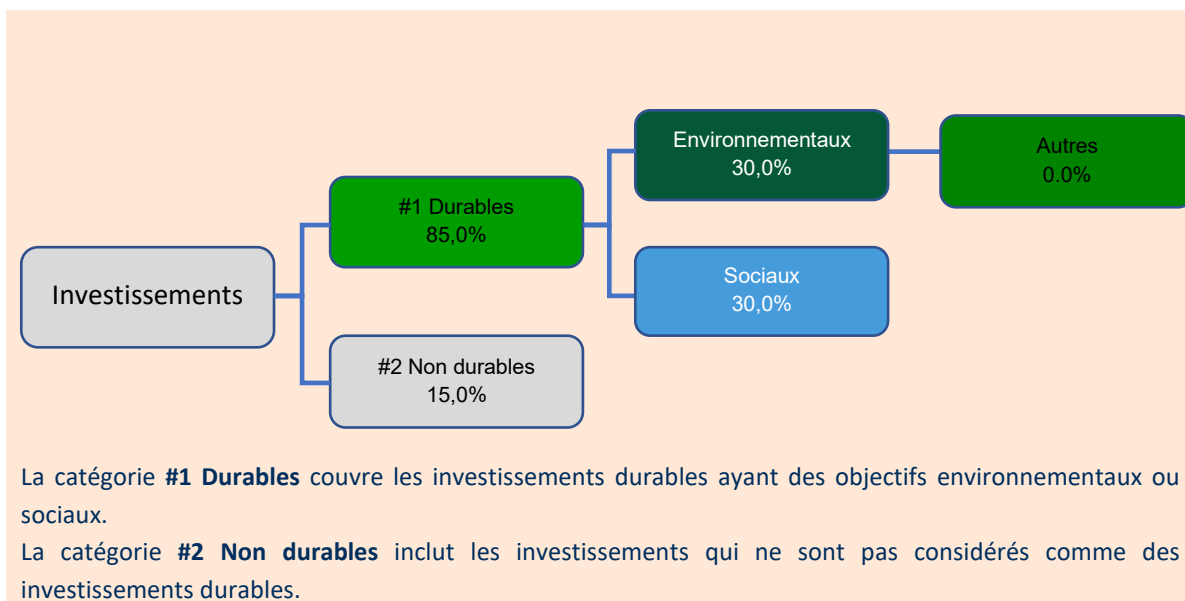 Environnementaux
30,0%
Autres
0.0%
#1 Durables
85,0%
Investissements
Sociaux
30,0%
#2 Non durables
15,0%
La catégorie #1 Durables couvre les investissements durables ayant des objectifs environnementaux ou
sociaux.
La catégorie #2 Non durables inclut les investissements qui ne sont pas considérés comme des
investissements durables.